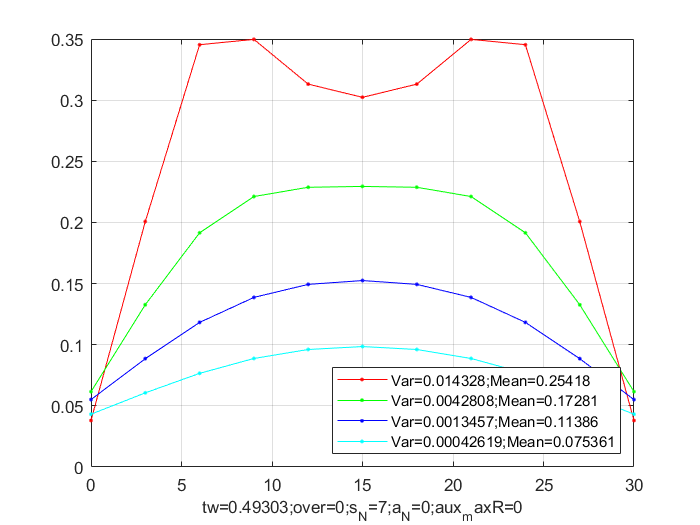 0.35
0.3
0.25
0.2
0.15
0.1
0.05
0
Var=0.014328;Mean=0.25418
Var=0.0042808;Mean=0.17281
Var=0.0013457;Mean=0.11386
Var=0.00042619;Mean=0.075361
0 5 10 15 20 25 30
tw=0.49303;over=0;s_N=7;a_N=0;aux_maxR=0